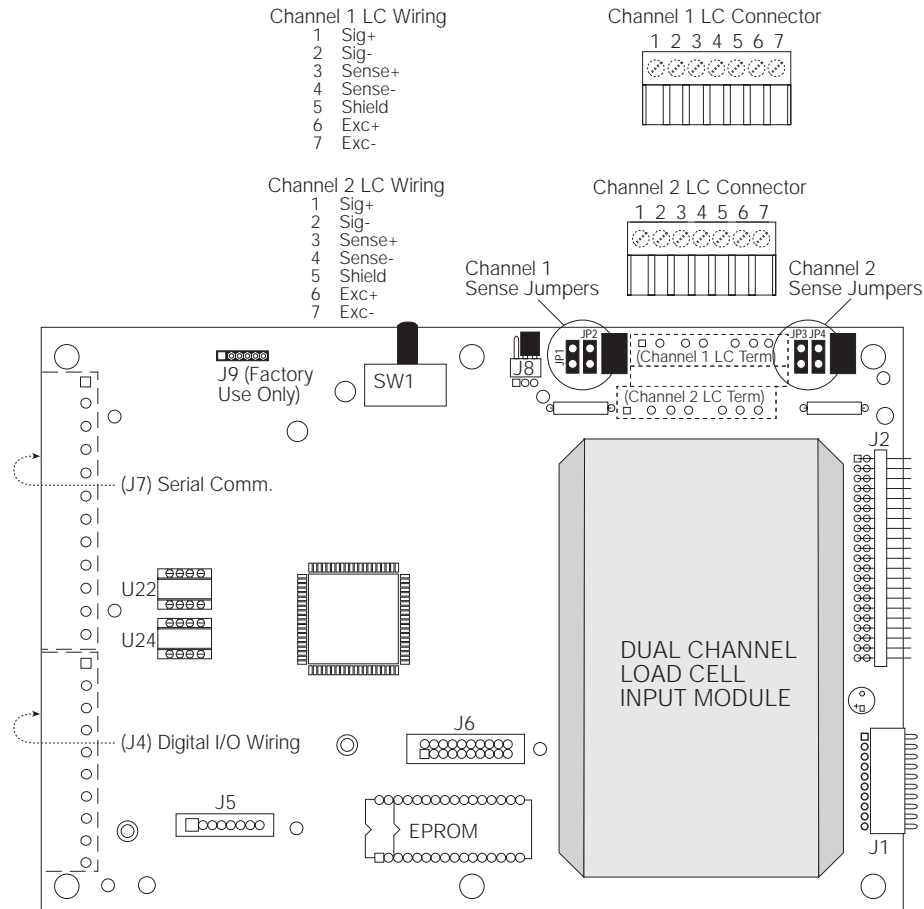 Channel 1 LC Wiring
1 Sig+
2 Sig-
3 Sense+
4 Sense-
5 Shield
6 Exc+
7 Exc-
Channel 1 LC Connector
1 2 3 4 5 6 7
Channel 2 LC Wiring
1 Sig+
2 Sig-
3 Sense+
4 Sense-
5 Shield
6 Exc+
7 Exc-
Channel 2 LC Connector
1 2 3 4 5 6 7
Channel 1
Sense Jumpers
Channel 2
Sense Jumpers
J9 (Factory
Use Only)
SW1
J8
JP1
JP2
(Channel 1 LC Term)
JP3 JP4
(Channel 2 LC Term)
J2
(J7) Serial Comm.
U22
U24
DUAL CHANNEL
LOAD CELL
INPUT MODULE
+
(J4) Digital I/O Wiring
J6
J5
EPROM
J1